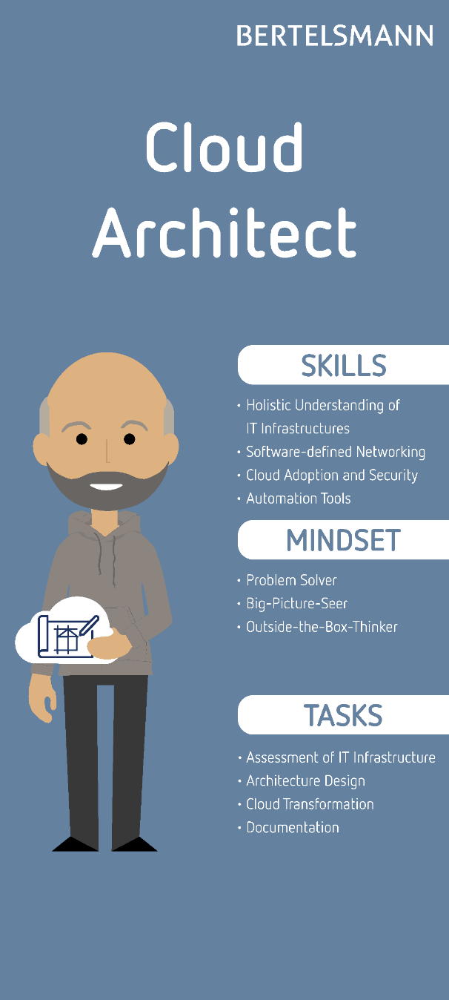 BERTELSMANN
Cloud
Architect
SKILLS
• Holistic Understanding of
IT Infrastructures
• Software-defined Networking
• Cloud Adoption and Security
• Automation Tools
MINDSET
• Problem Solver
• Big-Picture-Seer
• Outside-the-Box-Thinker
TASKS
• Assessment of IT Infrastructure
• Architecture Design
• Cloud Transformation
• Documentation